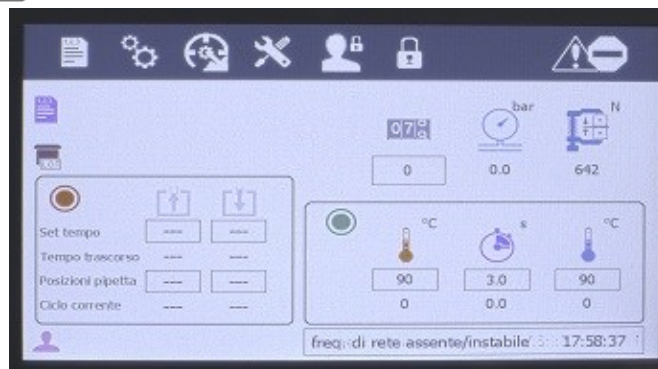 bar
N
0
0.0
642
Set tempo --- ---
Tempo trascorso --- ---
Posizioni pipetta --- ---
Ciclo corrente --- ---
°C s °C
90 3.0 90
0 0.0 0
freq. di rete assente/instabile 17:58:37